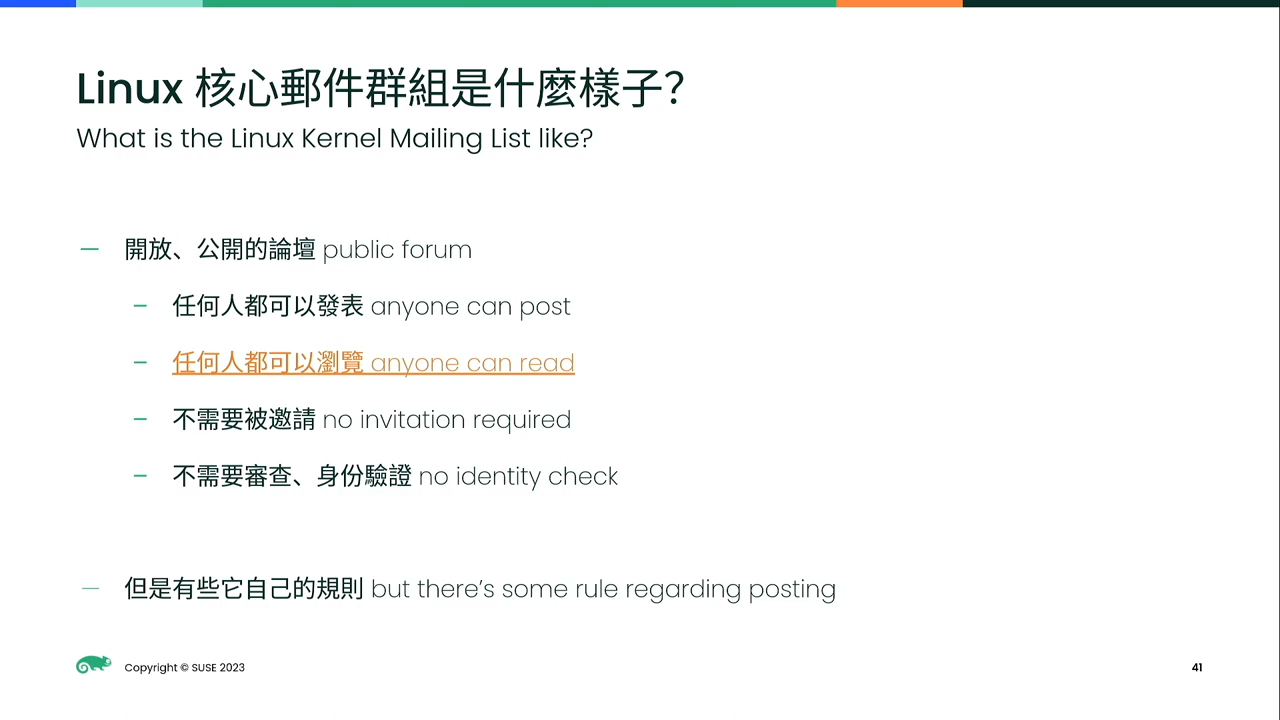 Linux 核心郵件群組是什麼樣子?
What is the Linux Kernel Mailing List like?
— 開放、公開的論壇 public forum
– 任何人都可以發表 anyone can post
– 任何人都可以瀏覽 anyone can read
– 不需要被邀請 no invitation required
– 不需要審查、身份驗證 no identity check
— 但是有些它自己的規則 but there’s some rule regarding posting
Copyright © SUSE 2023
41